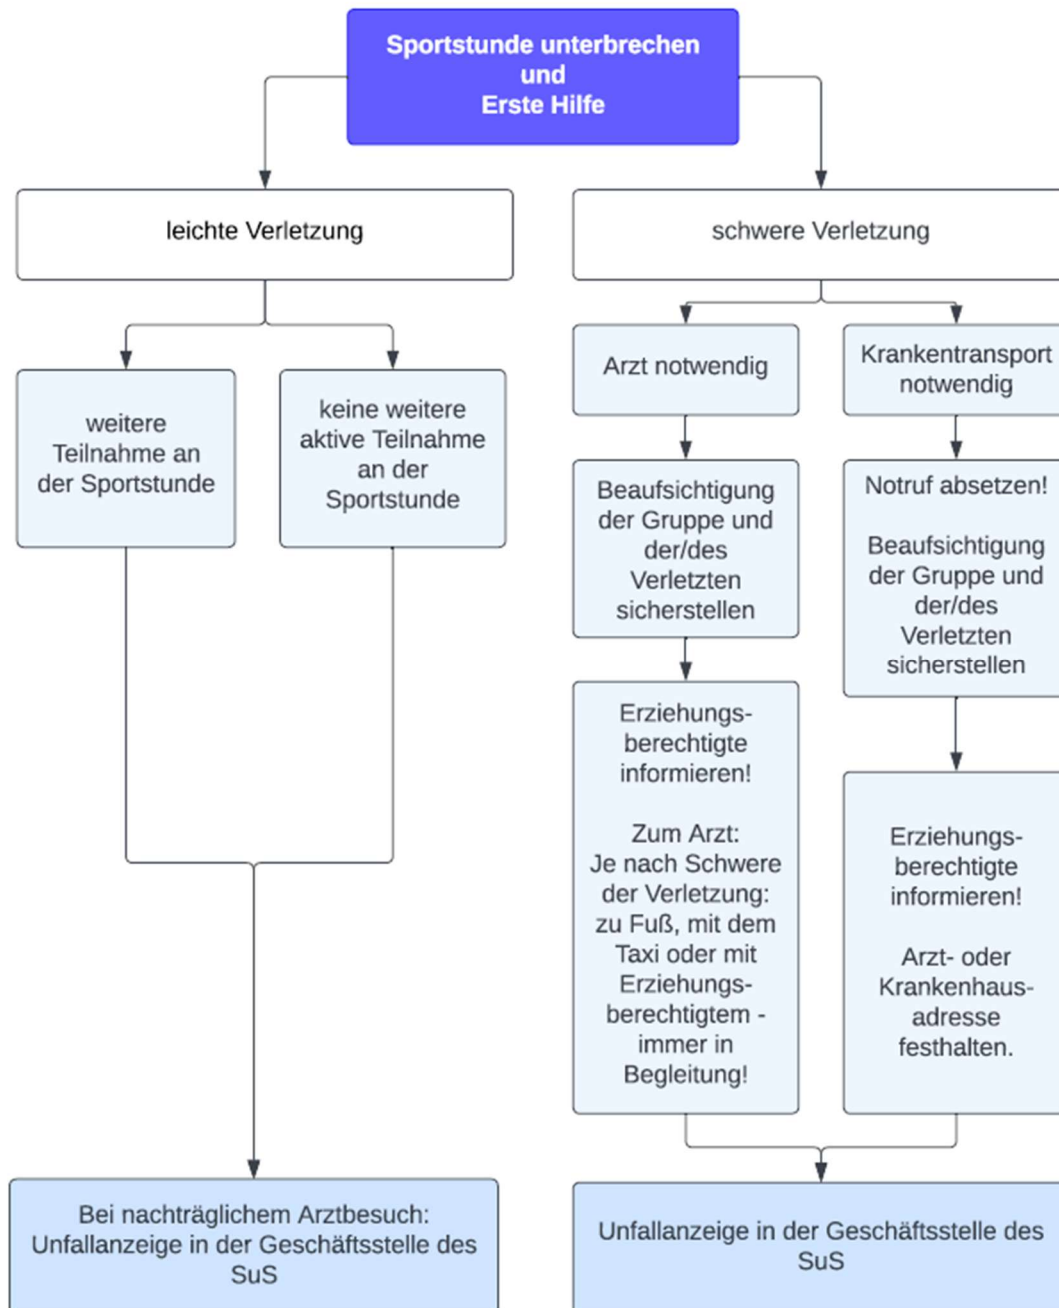 Sportstunde unterbrechen
und
Erste Hilfe
leichte Verletzung
schwere Verletzung
weitere
Teilnahme an
der Sportstunde
keine weitere
aktive Teilnahme
an der
Sportstunde
Arzt notwendig
Krankentransport
notwendig
Beaufsichtigung
der Gruppe und
der/des
Verletzten
sicherstellen
Notruf absetzen!
Beaufsichtigung
der Gruppe und
der/des
Verletzten
sicherstellen
Erziehungs-
berechtigte
informieren!
Zum Arzt:
Je nach Schwere
der Verletzung:
zu Fuß, mit dem
Taxi oder mit
Erziehungs-
berechtigtem -
immer in
Begleitung!
Erziehungs-
berechtigte
informieren!
Arzt- oder
Krankenhaus-
adresse
festhalten.
Bei nachträglichem Arztbesuch:
Unfallanzeige in der Geschäftsstelle des
SuS
Unfallanzeige in der Geschäftsstelle des
SuS